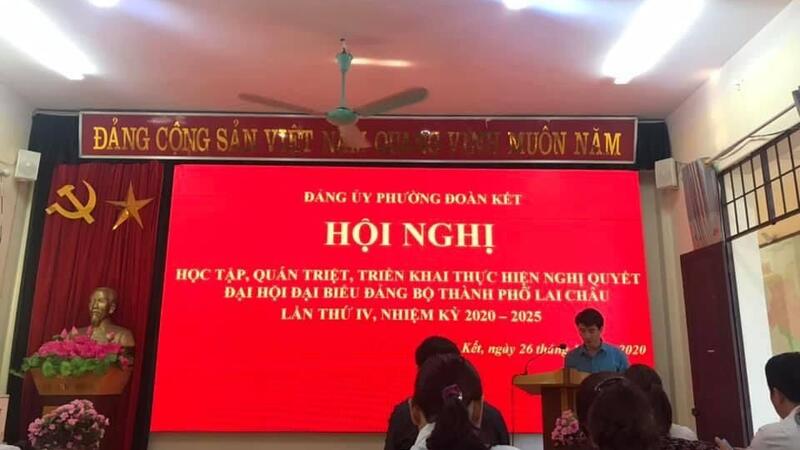 ĐẢNG CỘNG SẢN VIỆT NAM QUANG VINH MUÔN NĂM
ĐẢNG ỦY PHƯỜNG ĐOÀN KẾT
HỘI NGHỊ
HỌC TẬP, QUÁN TRIỆT, TRIỂN KHAI THỰC HIỆN NGHỊ QUYẾT
ĐẠI HỘI ĐẠI BIỂU ĐẢNG BỘ THÀNH PHỐ LAI CHÂU
LẦN THỨ IV, NHIỆM KỲ 2020 – 2025
Kết, ngày 26 tháng 2020